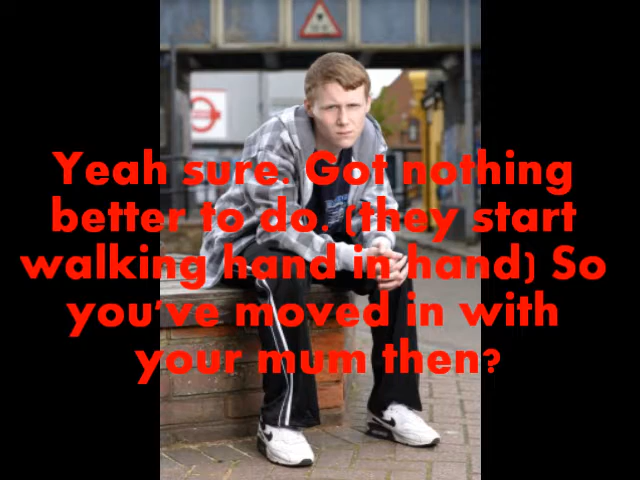 Yeah sure. Got nothing
better to do. (they start
walking hand in hand) So
you've moved in with
your mum then?